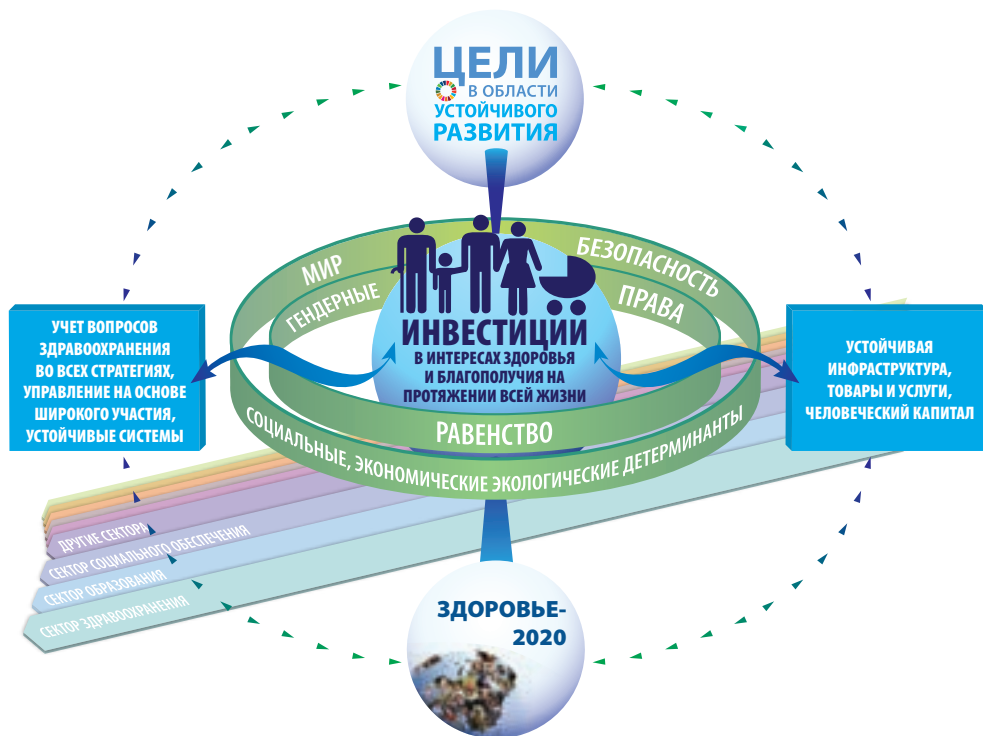 ЦЕЛИ
В ОБЛАСТИ
УСТОЙЧИВОГО
РАЗВИТИЯ
МИР
БЕЗОПАСНОСТЬ
ГЕНДЕРНЫЕ
ПРАВА
ИНВЕСТИЦИИ
В ИНТЕРЕСАХ ЗДОРОВЬЯ
И БЛАГОПОЛУЧИЯ НА
ПРОТЯЖЕНИИ ВСЕЙ ЖИЗНИ
УЧЕТ ВОПРОСОВ
ЗДРАВООХРАНЕНИЯ
ВО ВСЕХ СТРАТЕГИЯХ,
УПРАВЛЕНИЕ НА ОСНОВЕ
ШИРОКОГО УЧАСТИЯ,
УСТОЙЧИВЫЕ СИСТЕМЫ
УСТОЙЧИВАЯ
ИНФРАСТРУКТУРА,
ТОВАРЫ И УСЛУГИ,
ЧЕЛОВЕЧЕСКИЙ КАПИТАЛ
РАВЕНСТВО
СОЦИАЛЬНЫЕ, ЭКОНОМИЧЕСКИЕ ЭКОЛОГИЧЕСКИЕ ДЕТЕРМИНАНТЫ
ДРУГИЕ СЕКТОРА
СЕКТОР СОЦИАЛЬНОГО ОБЕСПЕЧЕНИЯ
СЕКТОР ОБРАЗОВАНИЯ
СЕКТОР ЗДРАВООХРАНЕНИЯ
ЗДОРОВЬЕ-
2020